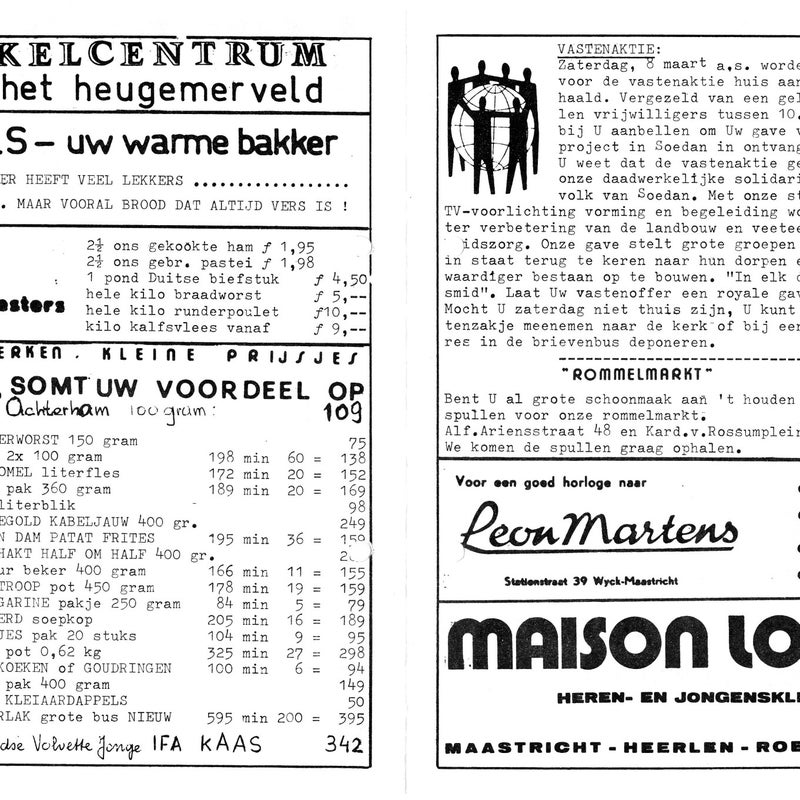 KELCENTRUM
het heugemerveld
LS – uw warme bakker
ER HEEFT VEEL LEKKERS ..................
. MAAR VOORAL BROOD DAT ALTIJD VERS IS !
2½ ons gekookte ham ƒ 1,95
2½ ons gebr. pastei ƒ 1,98
1 pond Duitse biefstuk ƒ 4,50
hele kilo braadworst ƒ 5,--
esters hele kilo runderpoulet ƒ10,--
kilo kalfsvlees vanaf ƒ 9,--
ERKEN. KLEINE PRIJSJES
SOMT UW VOORDEEL OP
Achterham 100 gram: 109
ERWORST 150 gram 75
2x 100 gram 198 min 60 = 138
OMEL literfles 172 min 20 = 152
pak 360 gram 189 min 20 = 169
literblik 98
EGOLD KABELJAUW 400 gr. 249
N DAM PATAT FRITES 195 min 36 = 159
HAKT HALF OM HALF 400 gr.
ur beker 400 gram 166 min 11 = 155
TROOP pot 450 gram 178 min 19 = 159
GARINE pakje 250 gram 84 min 5 = 79
ERD soepkop 205 min 16 = 189
JES pak 20 stuks 104 min 9 = 95
pot 0,62 kg 325 min 27 = 298
KOEKEN of GOUDRINGEN 100 min 6 = 94
pak 400 gram 149
KLEIAARDAPPELS 50
RLAK grote bus NIEUW 595 min 200 = 395
dse Volvette Jonge IFA KAAS 342
VASTENAKTIE:
Zaterdag, 8 maart a.s. worde
voor de vastenaktie huis aan
haald. Vergezeld van een gel
len vrijwilligers tussen 10.
bij U aanbellen om Uw gave v
project in Soedan in ontvang
U weet dat de vastenaktie ge
onze daadwerkelijke solidari
volk van Soedan. Met onze st
TV-voorlichting vorming en begeleiding wo
ter verbetering van de landbouw en veetee
idszorg. Onze gave stelt grote groepen
in staat terug te keren naar hun dorpen e
waardiger bestaan op te bouwen. "In elk d
smid". Laat Uw vastenoffer een royale gav
Mocht U zaterdag niet thuis zijn, U kunt
tenzakje meenemen naar de kerk of bij een
res in de brievenbus deponeren.
"ROMMELMARKT"
Bent U al grote schoonmaak aan 't houden
spullen voor onze rommelmarkt.
Alf.Ariensstraat 48 en Kard.v.Rossumplein
We komen de spullen graag ophalen.
Voor een goed horloge naar
Leon Martens
Stationstraat 39 Wyck-Maastricht
MAISON LO
HEREN- EN JONGENSKLE
MAASTRICHT - HEERLEN - ROE